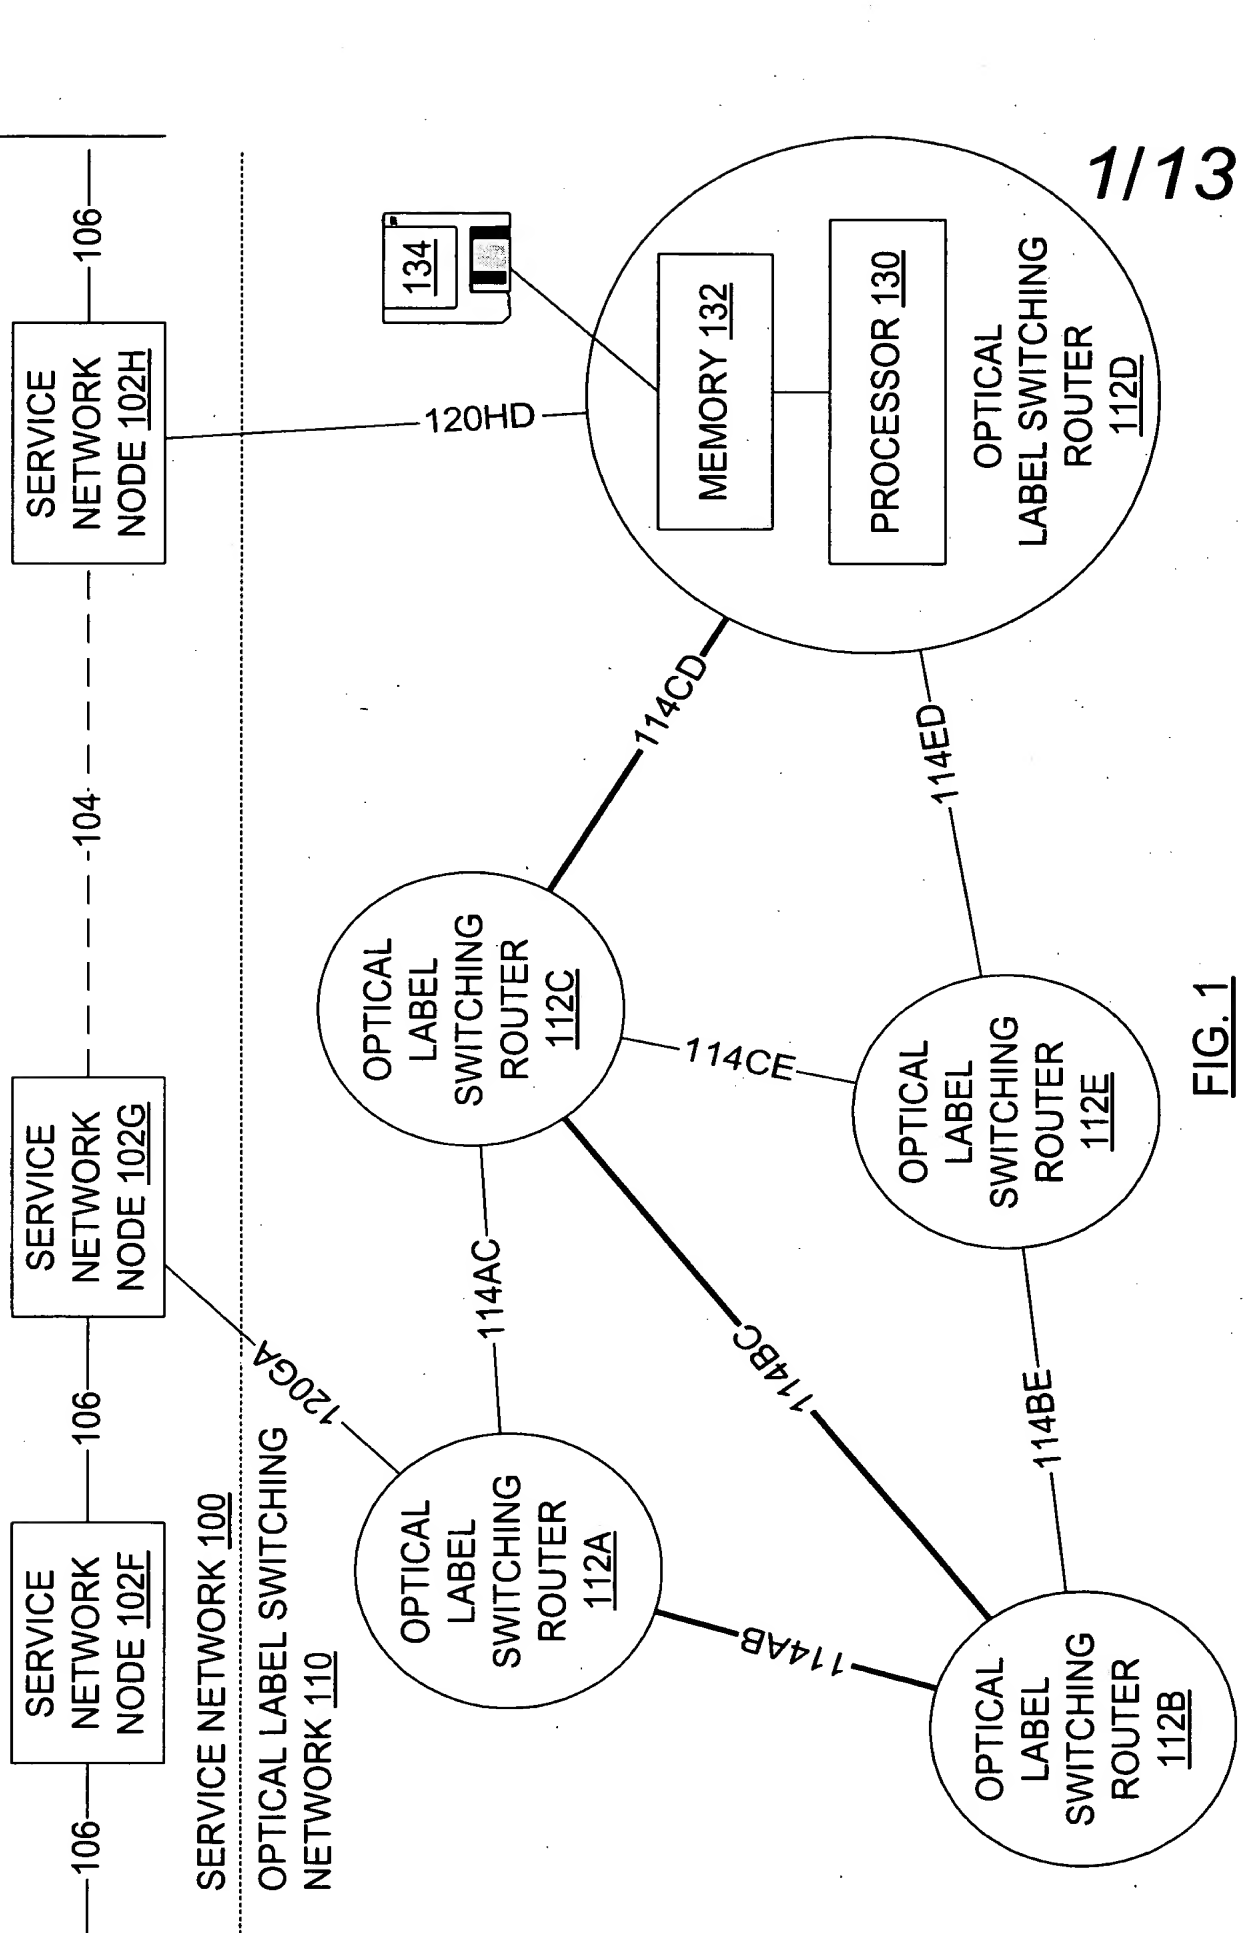 1/13
106
SERVICE
NETWORK
NODE 102F
106
SERVICE
NETWORK
NODE 102G
104
SERVICE
NETWORK
NODE 102H
106
SERVICE NETWORK 100
OPTICAL LABEL SWITCHING
NETWORK 110
120GA
120HD
134
OPTICAL
LABEL
SWITCHING
ROUTER
112A
114AC
OPTICAL
LABEL
SWITCHING
ROUTER
112C
114CD
MEMORY 132
PROCESSOR 130
OPTICAL
LABEL SWITCHING
ROUTER
112D
114AB
114BC
114CE
114ED
OPTICAL
LABEL
SWITCHING
ROUTER
112B
114BE
OPTICAL
LABEL
SWITCHING
ROUTER
112E
FIG. 1